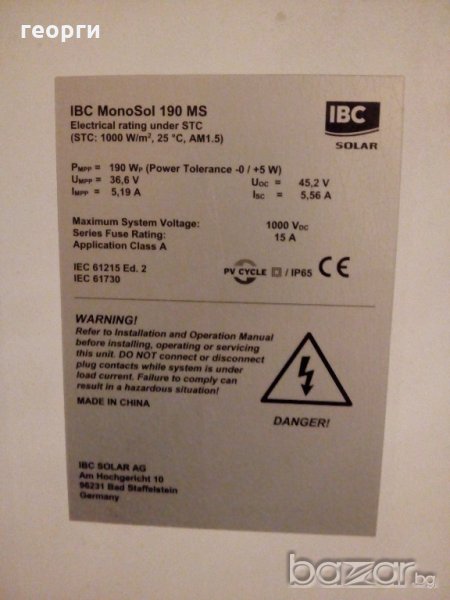 георги
IBC MonoSol 190 MS
Electrical rating under STC
(STC: 1000 W/m², 25 °C, AM1.5)
IBC
SOLAR
PMPP = 190 WP (Power Tolerance -0 / +5 W)
UMPP = 36,6 V
UOC = 45,2 V
IMPP = 5,19 A
ISC = 5,56 A
Maximum System Voltage: 1000 VDC
Series Fuse Rating: 15 A
Application Class A
IEC 61215 Ed. 2
IEC 61730
PV CYCLE / IP65 CE
WARNING!
Refer to Installation and Operation Manual
before installing, operating or servicing
this unit. DO NOT connect or disconnect
plug contacts while system is under
load current. Failure to comply can
result in a hazardous situation!
MADE IN CHINA
DANGER!
IBC SOLAR AG
Am Hochgericht 10
96231 Bad Staffelstein
Germany
bazar.bg